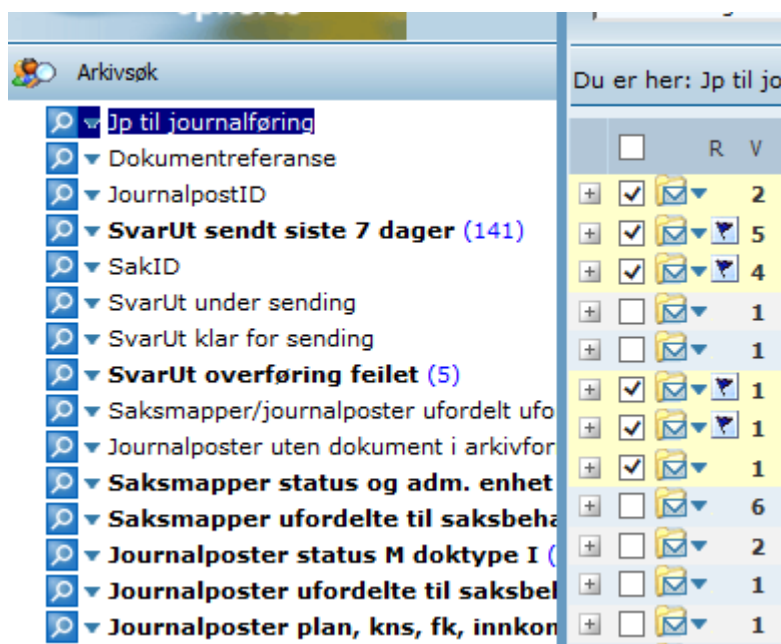 Arkivsøk
Jp til journalføring
Dokumentreferanse
JournalpostID
SvarUt sendt siste 7 dager (141)
SakID
SvarUt under sending
SvarUt klar for sending
SvarUt overføring feilet (5)
Saksmapper/journalposter ufordelt ufo
Journalposter uten dokument i arkivfor
Saksmapper status og adm. enhet
Saksmapper ufordelte til saksbeha
Journalposter status M doktype I (
Journalposter ufordelte til saksbel
Journalposter plan, kns, fk, innkon
Du er her: Jp til jo
R V
2
5
4
1
1
1
1
1
6
2
1
1